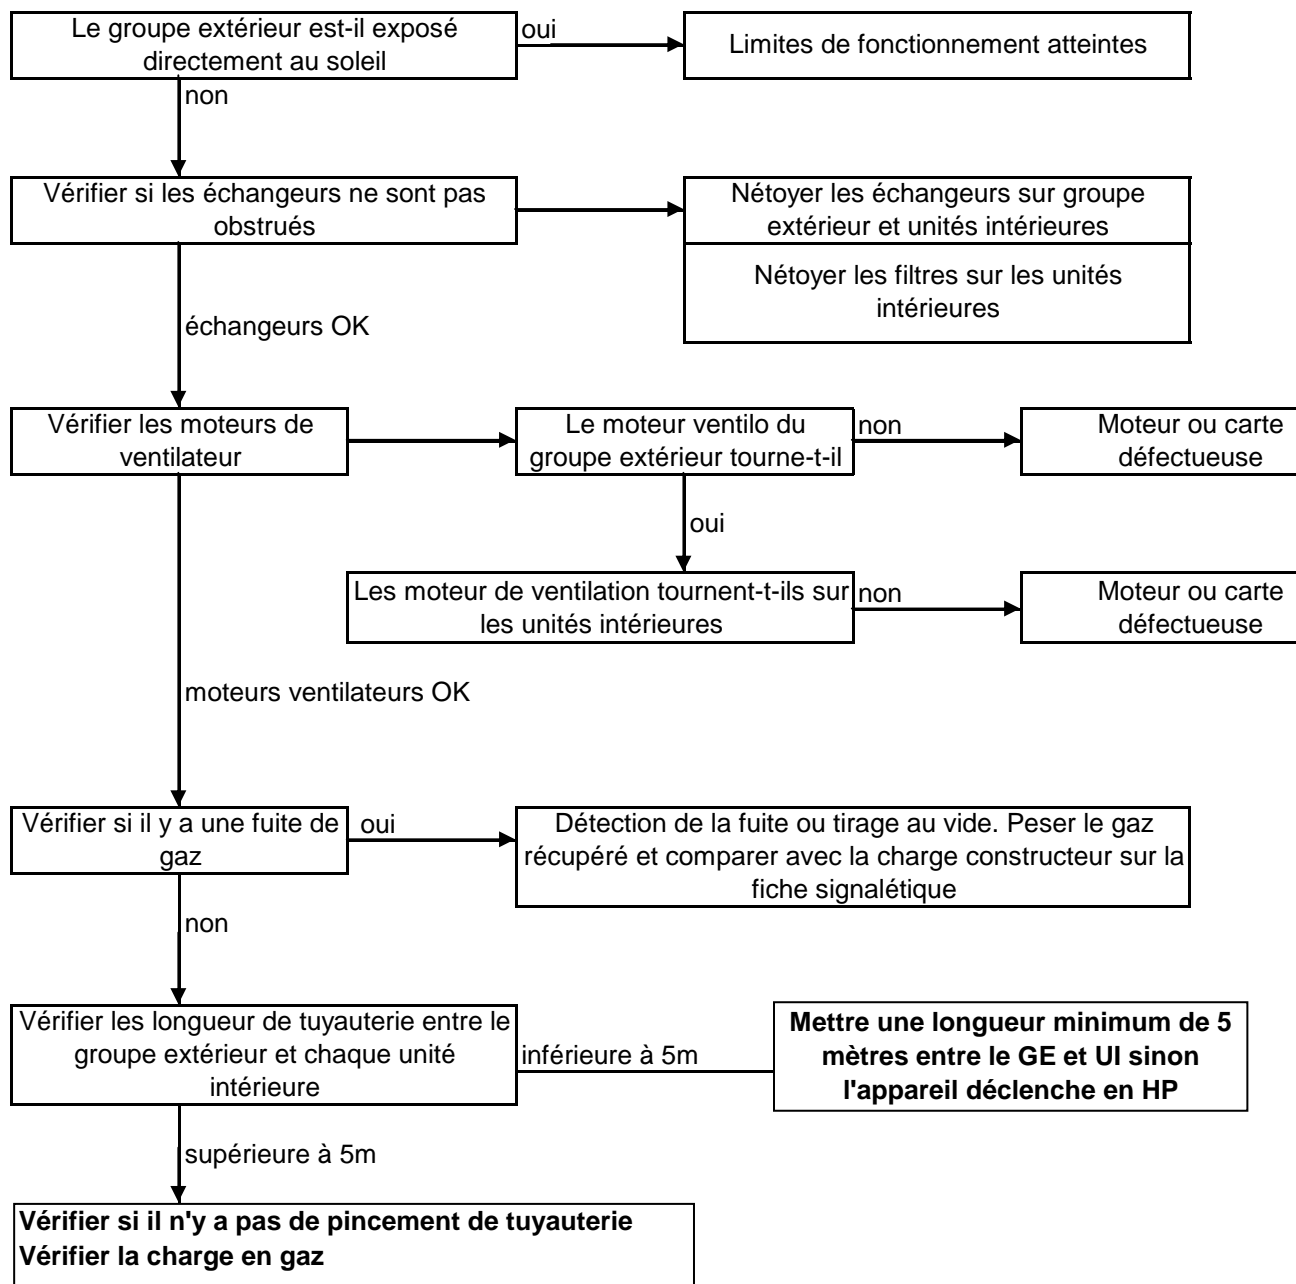 Le groupe extérieur est-il exposé
directement au soleil
oui
Limites de fonctionnement atteintes
non
Vérifier si les échangeurs ne sont pas
obstrués
Nétoyer les échangeurs sur groupe
extérieur et unités intérieures
Nétoyer les filtres sur les unités
intérieures
échangeurs OK
Vérifier les moteurs de
ventilateur
Le moteur ventilo du
groupe extérieur tourne-t-il
non
Moteur ou carte
défectueuse
oui
Les moteur de ventilation tournent-t-ils sur
les unités intérieures
non
Moteur ou carte
défectueuse
moteurs ventilateurs OK
Vérifier si il y a une fuite de
gaz
oui
Détection de la fuite ou tirage au vide. Peser le gaz
récupéré et comparer avec la charge constructeur sur la
fiche signalétique
non
Vérifier les longueur de tuyauterie entre le
groupe extérieur et chaque unité
intérieure
inférieure à 5m
Mettre une longueur minimum de 5
mètres entre le GE et UI sinon
l'appareil déclenche en HP
supérieure à 5m
Vérifier si il n'y a pas de pincement de tuyauterie
Vérifier la charge en gaz